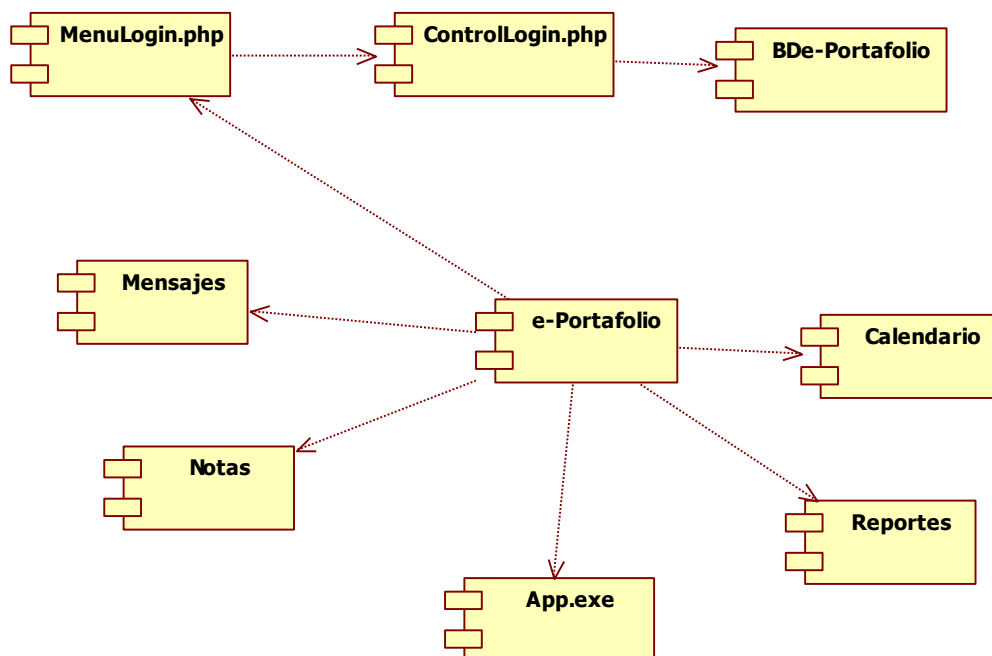 MenuLogin.php
ControlLogin.php
BDe-Portafolio
Mensajes
e-Portafolio
Calendario
Notas
Reportes
App.exe